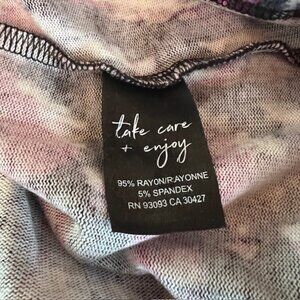 take care
+ enjoy
95% RAYON/RAYONNE
5% SPANDEX
RN 93093 CA 30427